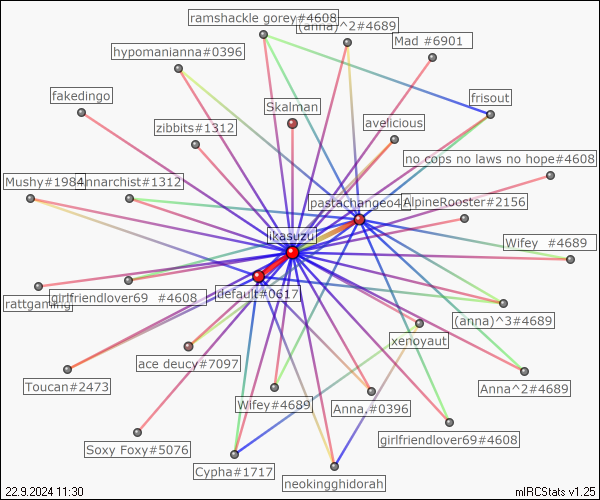 ramshackle gorey#4608
(anna)^2#4689
Mad #6901
hypomanianna#0396
fakedingo
frisout
Skalman
zibbits#1312
avelicious
no cops no laws no hope#4608
Mushy#1984
annarchist#1312
AlpineRooster#2156
ikasuzu
Wifey #4689
default#0617
rattgaming
girlfriendlover69 #4608
(anna)^3#4689
xenoyaut
ace deucy#7097
Toucan#2473
Anna^2#4689
Wifey#4689
Anna.#0396
girlfriendlover69#4608
Soxy Foxy#5076
Cypha#1717
neokingghidorah
22.9.2024 11:30
mIRCStats v1.25